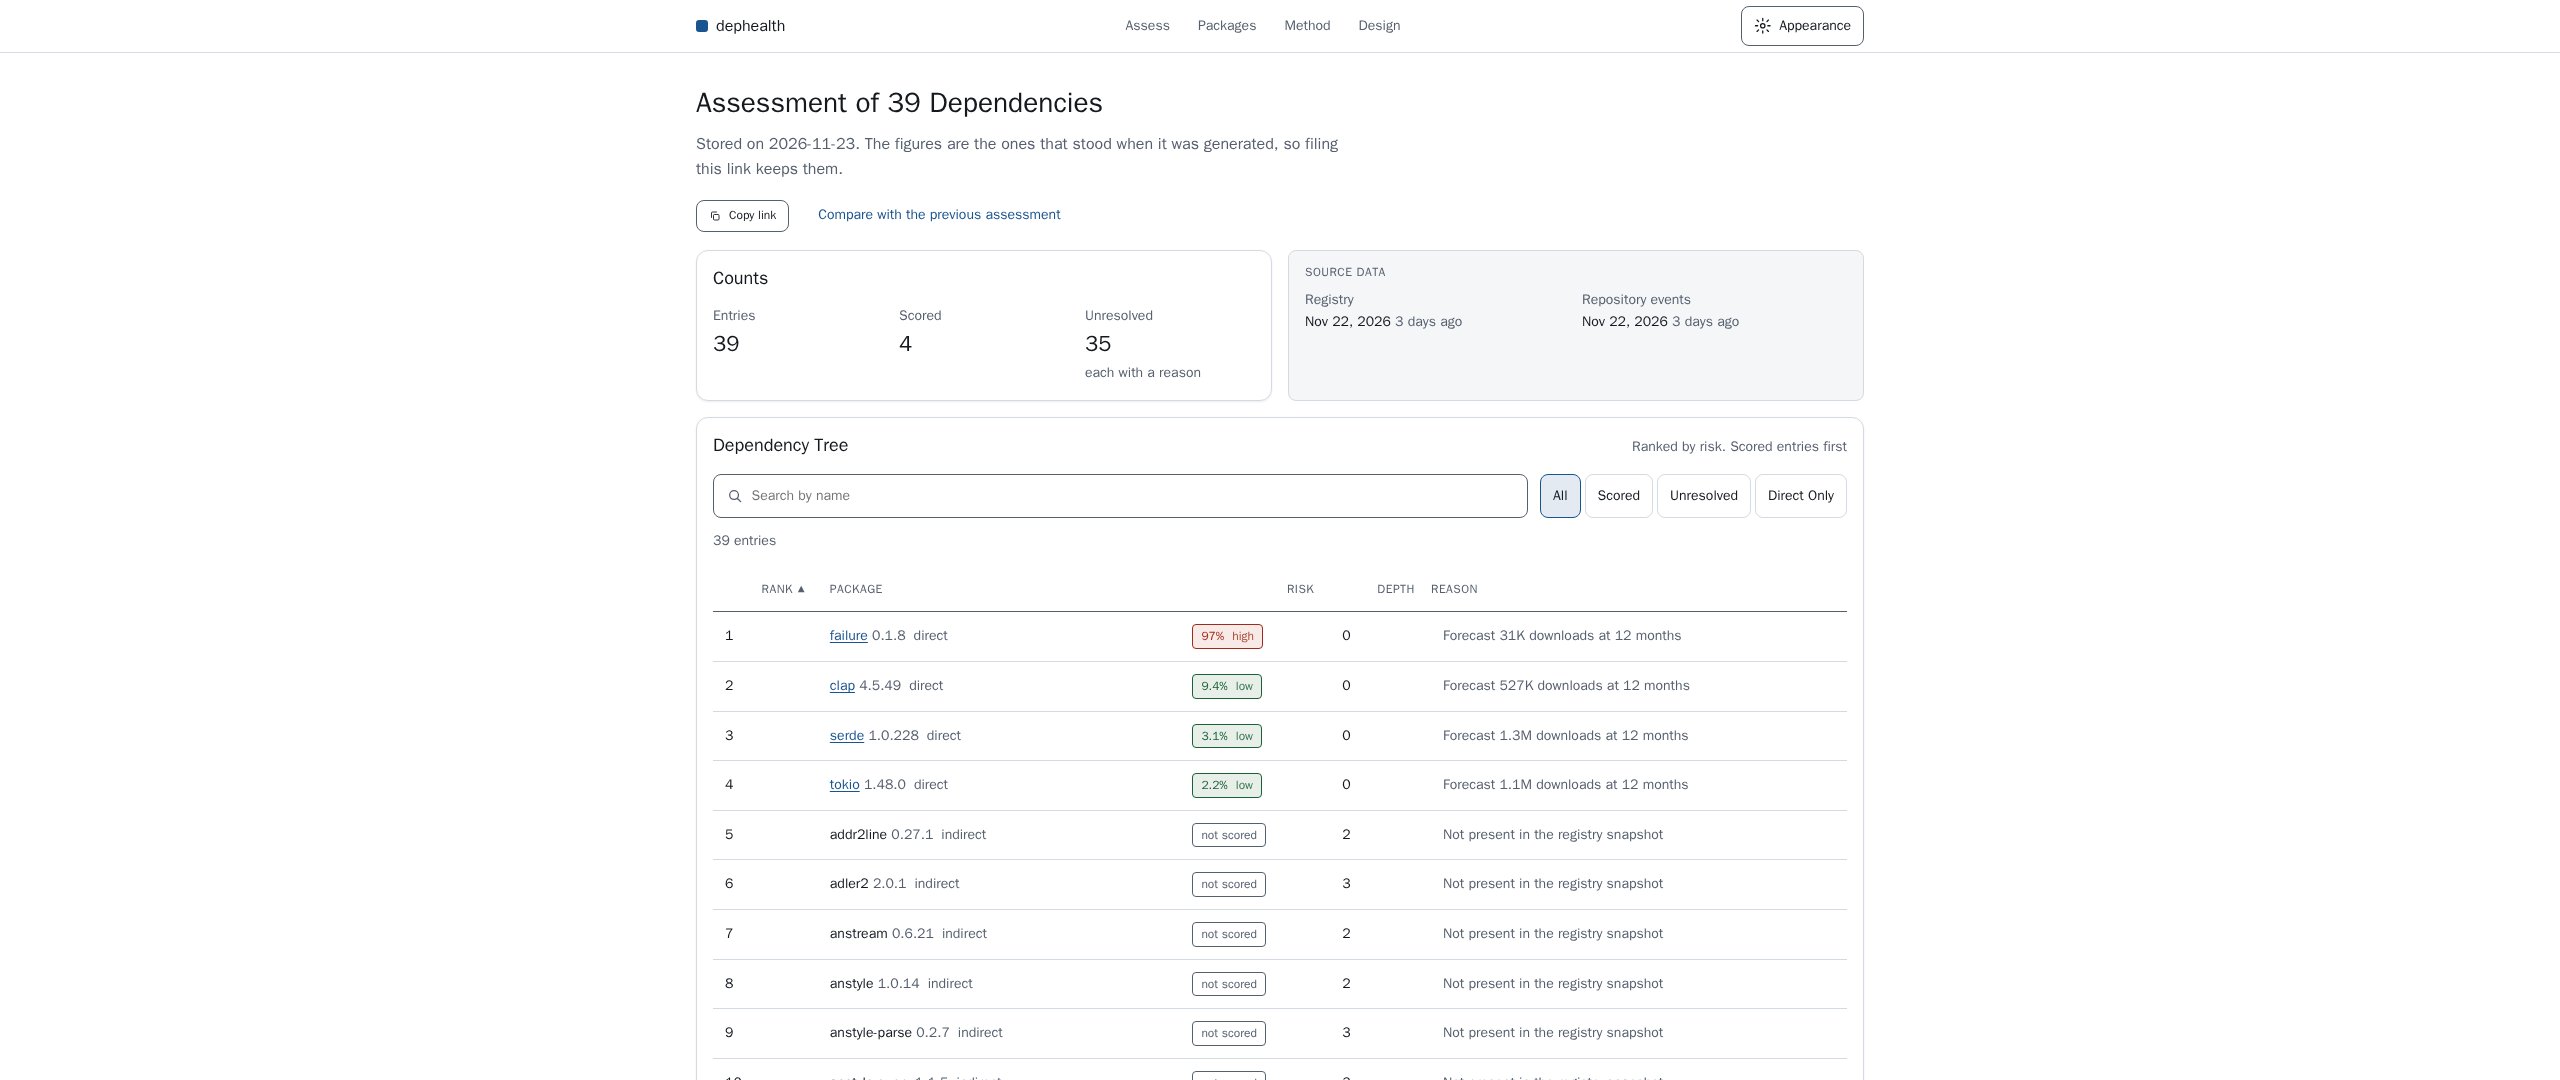 dephealth
Assess Packages Method Design
Appearance
Assessment of 39 Dependencies
Stored on 2026-11-23. The figures are the ones that stood when it was generated, so filing
this link keeps them.
Copy link
Compare with the previous assessment
Counts
Entries Scored Unresolved
39 4 35
each with a reason
SOURCE DATA
Registry Repository events
Nov 22, 2026 3 days ago Nov 22, 2026 3 days ago
Dependency Tree Ranked by risk. Scored entries first
Search by name All Scored Unresolved Direct Only
39 entries
RANK ▲ PACKAGE RISK DEPTH REASON
1 failure 0.1.8 direct 97% high 0 Forecast 31K downloads at 12 months
2 clap 4.5.49 direct 9.4% low 0 Forecast 527K downloads at 12 months
3 serde 1.0.228 direct 3.1% low 0 Forecast 1.3M downloads at 12 months
4 tokio 1.48.0 direct 2.2% low 0 Forecast 1.1M downloads at 12 months
5 addr2line 0.27.1 indirect not scored 2 Not present in the registry snapshot
6 adler2 2.0.1 indirect not scored 3 Not present in the registry snapshot
7 anstream 0.6.21 indirect not scored 2 Not present in the registry snapshot
8 anstyle 1.0.14 indirect not scored 2 Not present in the registry snapshot
9 anstyle-parse 0.2.7 indirect not scored 3 Not present in the registry snapshot